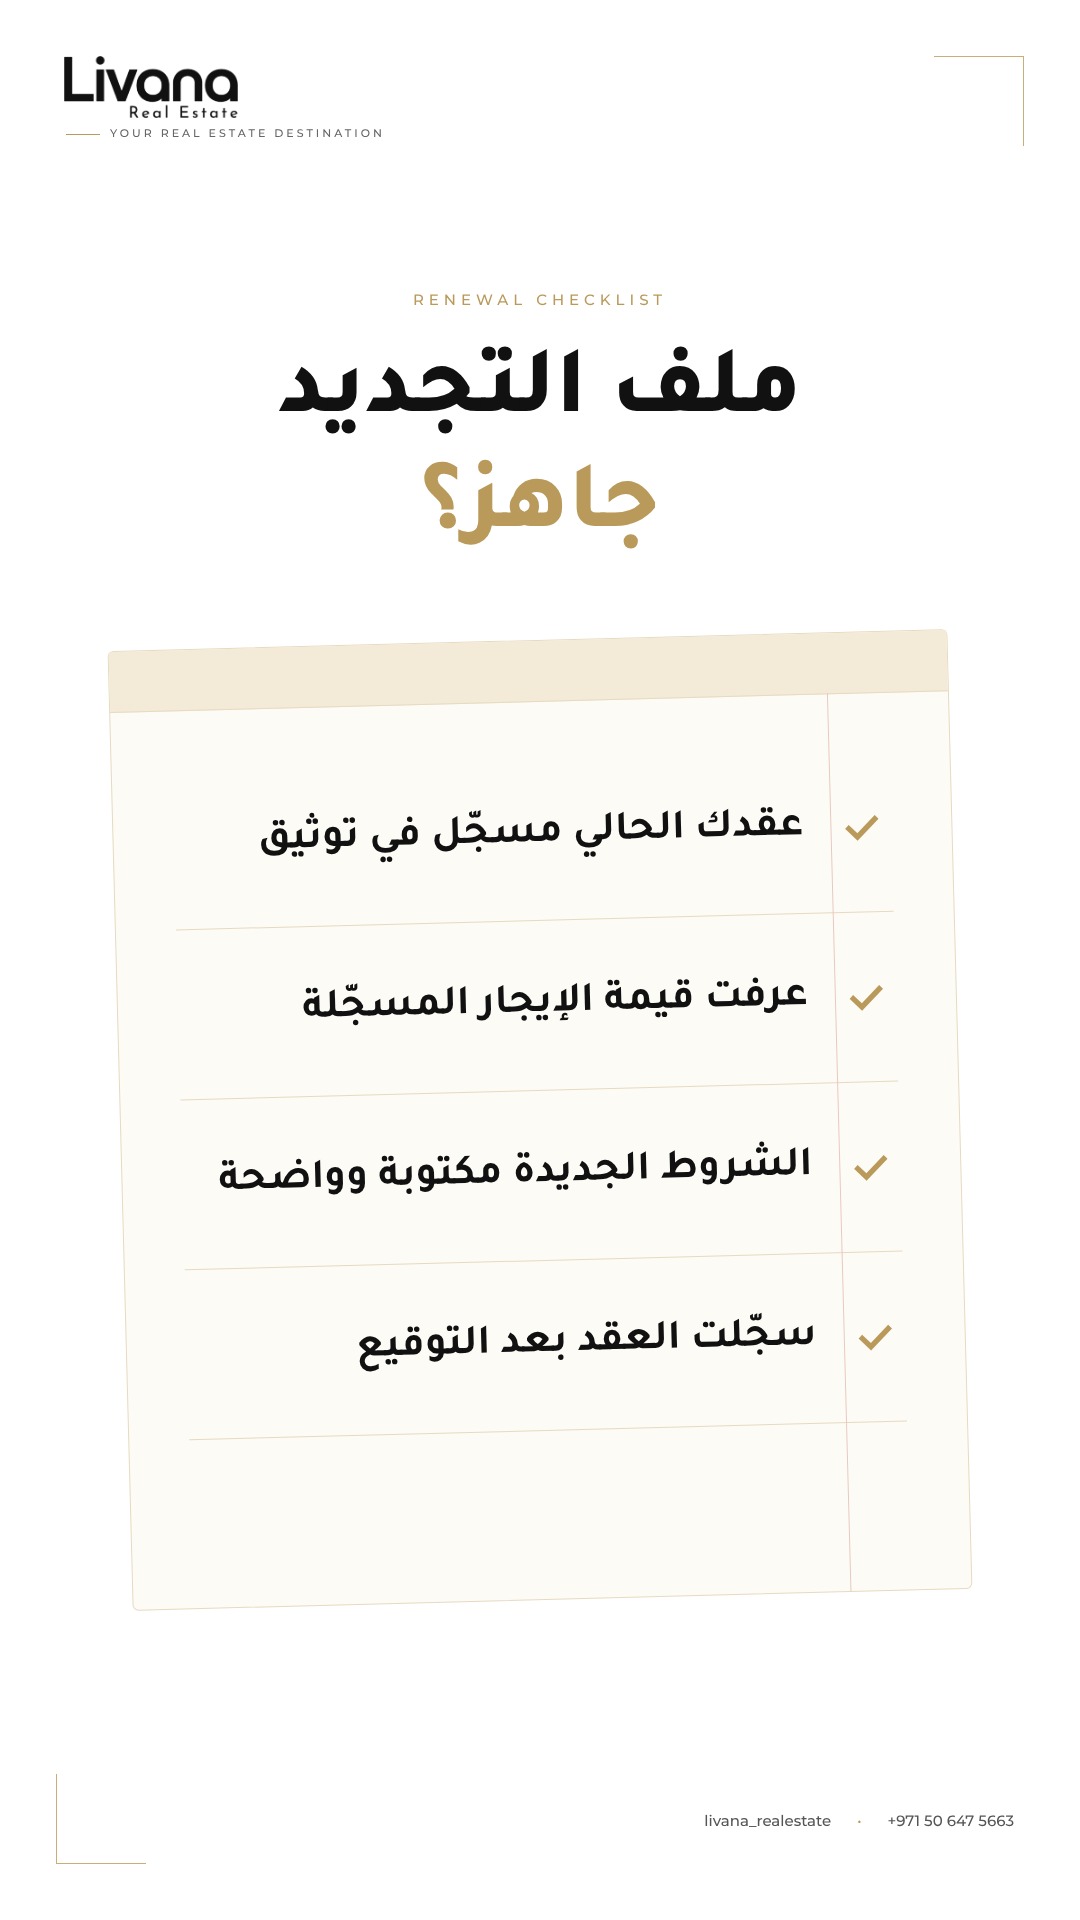 Livana
Real Estate
YOUR REAL ESTATE DESTINATION
RENEWAL CHECKLIST
ملف التجديد
جاهز؟
عقدك الحالي مسجّل في توثيق
عرفت قيمة الإيجار المسجّلة
الشروط الجديدة مكتوبة وواضحة
سجّلت العقد بعد التوقيع
livana_realestate · +971 50 647 5663